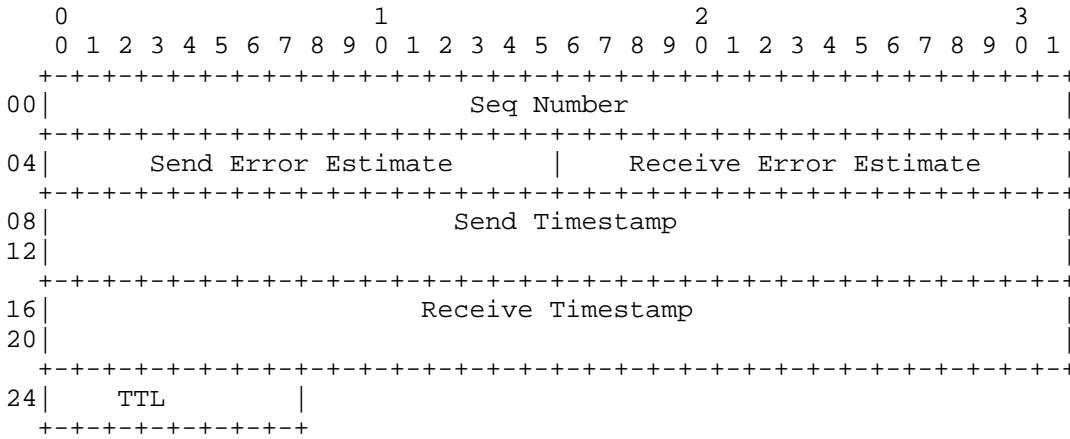 0                   1                   2                   3
    0 1 2 3 4 5 6 7 8 9 0 1 2 3 4 5 6 7 8 9 0 1 2 3 4 5 6 7 8 9 0 1
   +-+-+-+-+-+-+-+-+-+-+-+-+-+-+-+-+-+-+-+-+-+-+-+-+-+-+-+-+-+-+-+-+
00|                          Seq Number                           |
   +-+-+-+-+-+-+-+-+-+-+-+-+-+-+-+-+-+-+-+-+-+-+-+-+-+-+-+-+-+-+-+-+
04|      Send Error Estimate      |    Receive Error Estimate     |
   +-+-+-+-+-+-+-+-+-+-+-+-+-+-+-+-+-+-+-+-+-+-+-+-+-+-+-+-+-+-+-+-+
08|                         Send Timestamp                        |
12|                                                               |
   +-+-+-+-+-+-+-+-+-+-+-+-+-+-+-+-+-+-+-+-+-+-+-+-+-+-+-+-+-+-+-+-+
16|                       Receive Timestamp                       |
20|                                                               |
   +-+-+-+-+-+-+-+-+-+-+-+-+-+-+-+-+-+-+-+-+-+-+-+-+-+-+-+-+-+-+-+-+
24|    TTL        |
   +-+-+-+-+-+-+-+-+